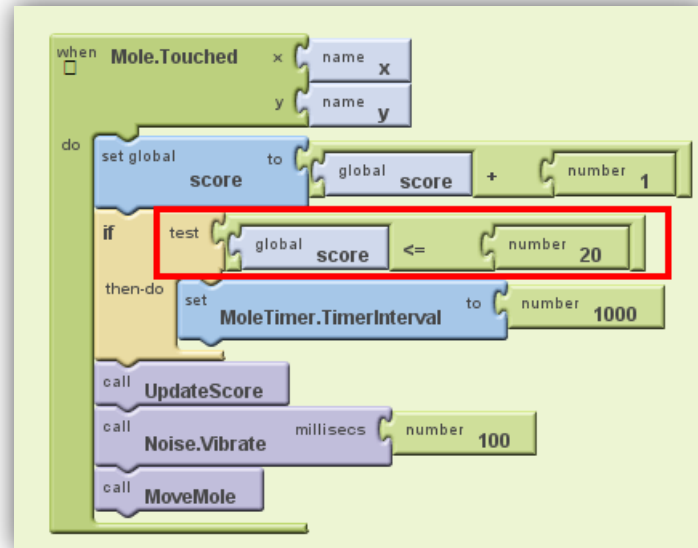 when Mole.Touched x name x
y name y
do
set global score to global score + number 1
if test global score <= number 20
then-do set MoleTimer.TimerInterval to number 1000
call UpdateScore
call Noise.Vibrate millisecs number 100
call MoveMole